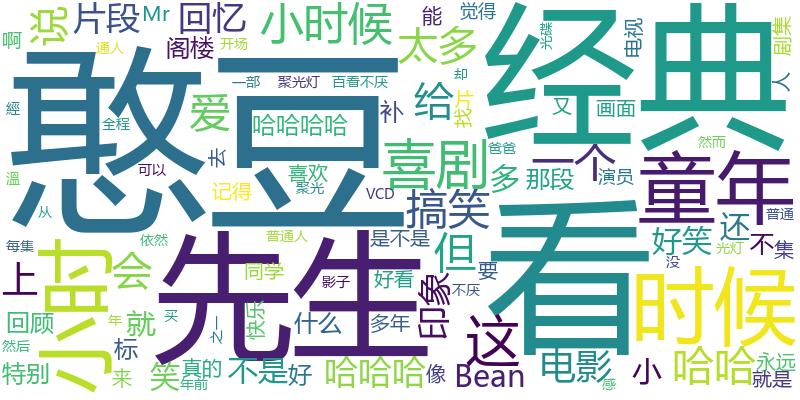 说 片段 Mr 回忆 小时候 能 觉得 经典 电视 剧集
啊 通人 开场 阁楼 太多 光碟 人
憨豆 一部 聚光灯 百看不厌 却
經 爱 哈哈哈哈 补 给 找片 又 画面
全程 去 喜剧 爸爸 一个 童年 然而
溫 可以 喜欢 多 那段 演员
从 记得 聚光 VCD 搞笑 看 还 普通
每集 依然 先生 普通人 是不是 但 好笑 不 集
小时 上 会 同学 影子 好看 印象 要 没 光灯
回顾 年 就 买 之一 快乐 什么 多年 不厌 这 时候
然后 标 电影 哈哈 永远
特别 来 笑 真的 年前 不是 好 哈哈哈 像 Bean 感 小 就是